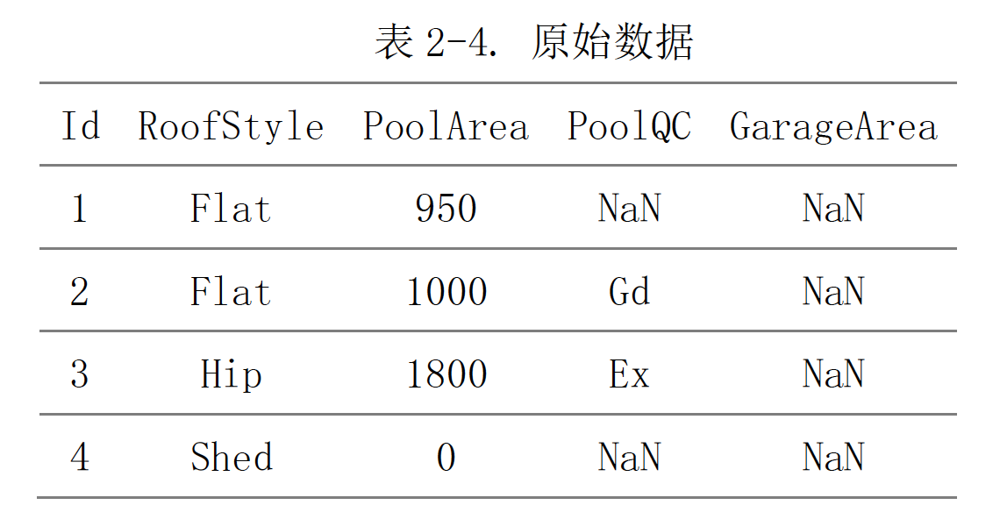 表 2-4. 原始数据
Id RoofStyle PoolArea PoolQC GarageArea
1 Flat 950 NaN NaN
2 Flat 1000 Gd NaN
3 Hip 1800 Ex NaN
4 Shed 0 NaN NaN